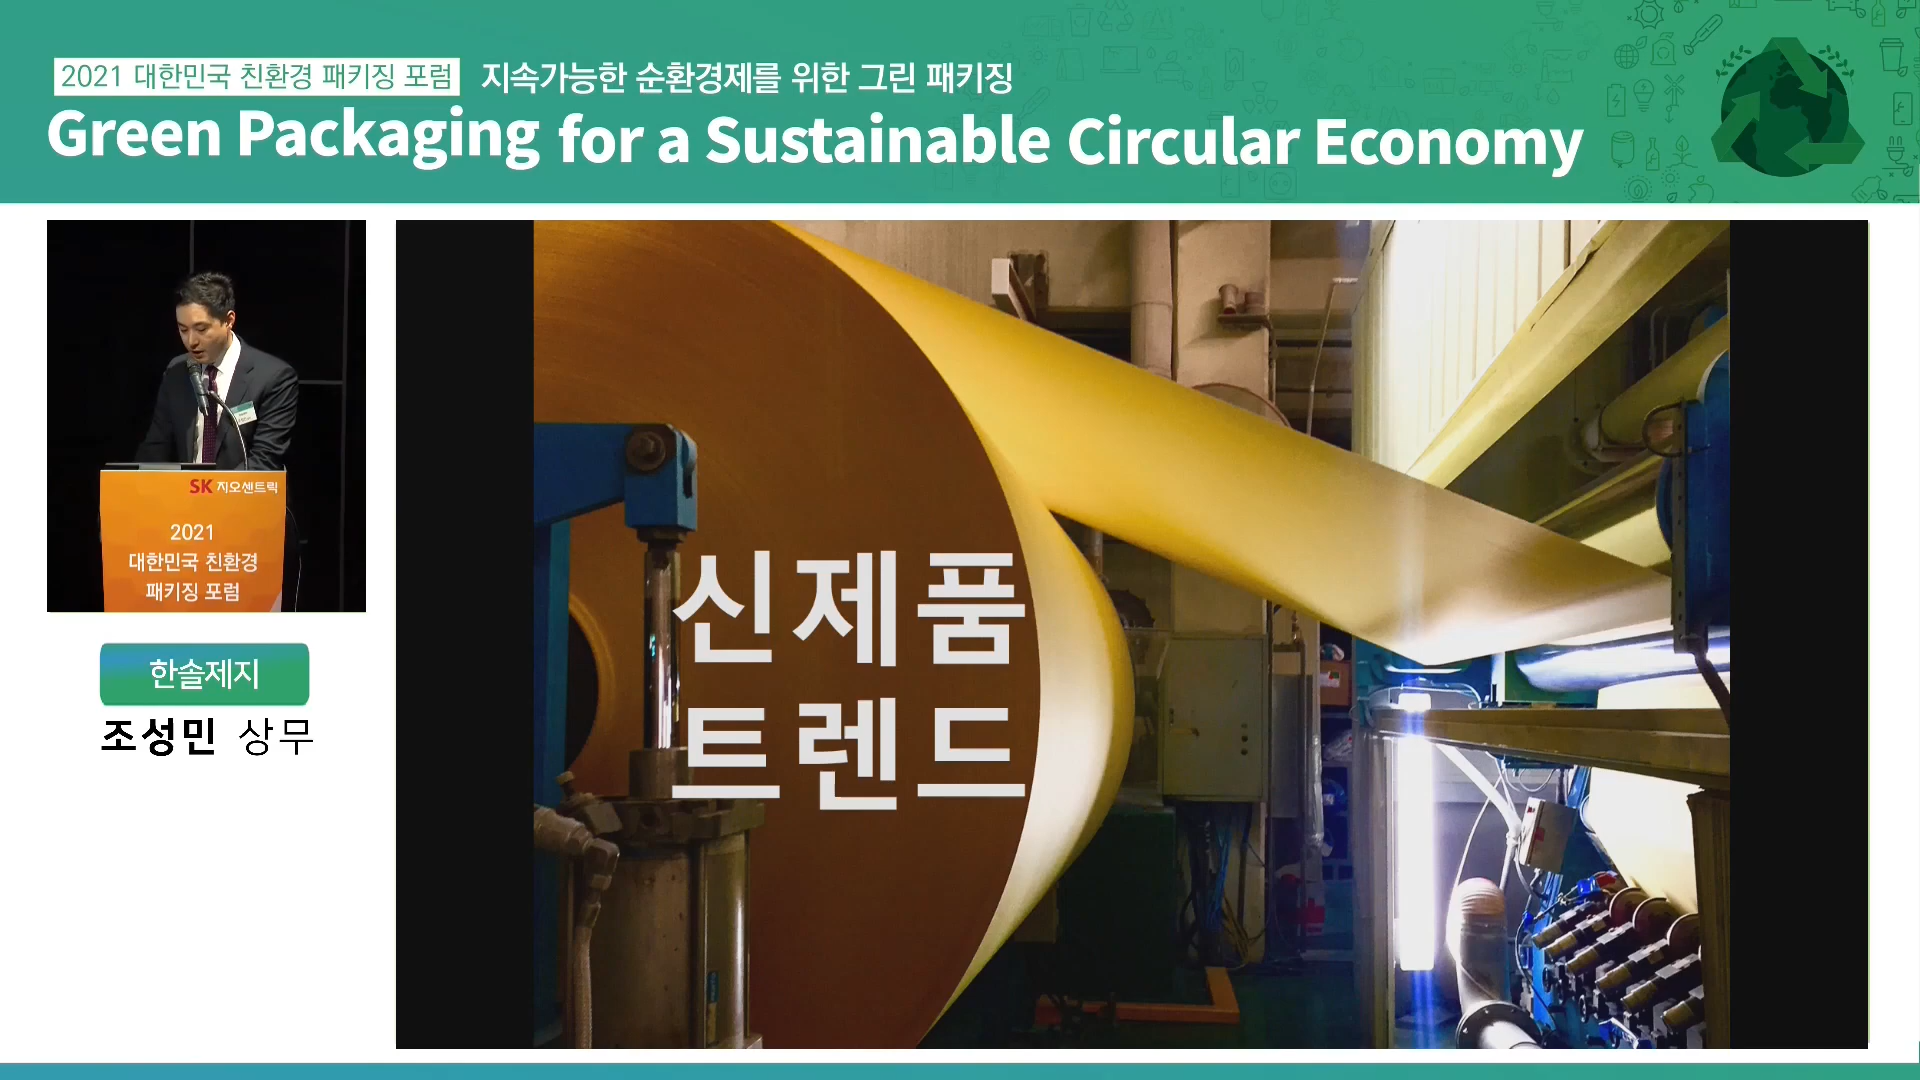 2021 대한민국 친환경 패키징 포럼 지속가능한 순환경제를 위한 그린 패키징
Green Packaging for a Sustainable Circular Economy
SK 지오센트릭
2021
대한민국 친환경
패키징 포럼
한솔제지
조성민 상무
신제품
트렌드